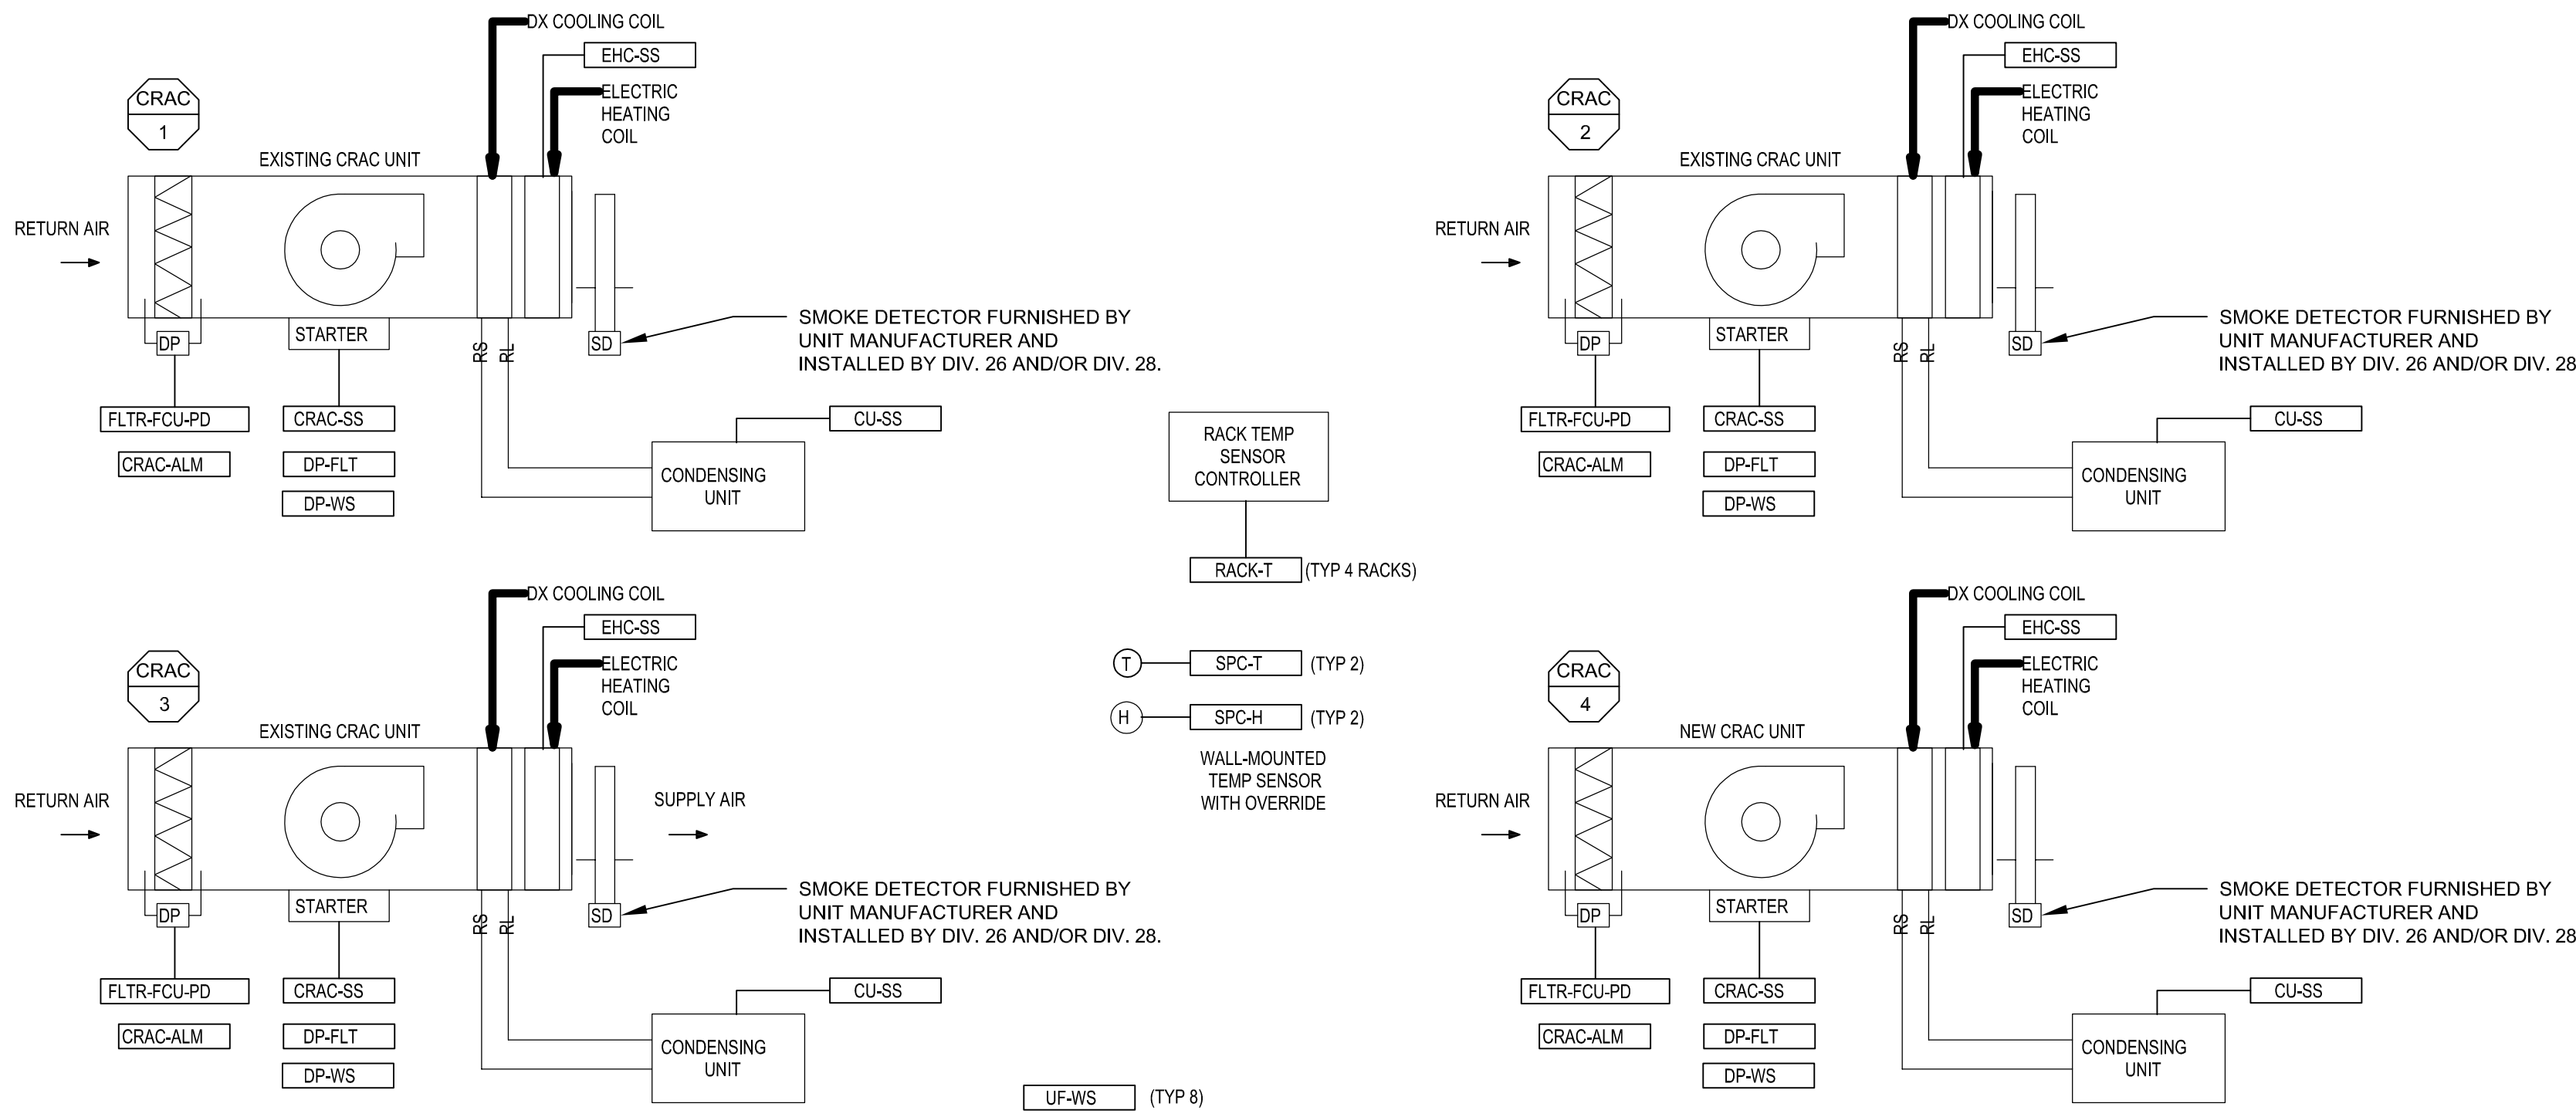 DX COOLING COIL
EHC-SS
ELECTRIC
HEATING
COIL
CRAC
1
EXISTING CRAC UNIT
RETURN AIR
DP
STARTER
RS
RL
SD
SMOKE DETECTOR FURNISHED BY
UNIT MANUFACTURER AND
INSTALLED BY DIV. 26 AND/OR DIV. 28.
FLTR-FCU-PD
CRAC-SS
CU-SS
CRAC-ALM
DP-FLT
DP-WS
CONDENSING
UNIT
RACK TEMP
SENSOR
CONTROLLER
RACK-T
(TYP 4 RACKS)
DX COOLING COIL
EHC-SS
ELECTRIC
HEATING
COIL
CRAC
2
EXISTING CRAC UNIT
RETURN AIR
DP
STARTER
RS
RL
SD
SMOKE DETECTOR FURNISHED BY
UNIT MANUFACTURER AND
INSTALLED BY DIV. 26 AND/OR DIV. 28
FLTR-FCU-PD
CRAC-SS
CU-SS
CRAC-ALM
DP-FLT
DP-WS
CONDENSING
UNIT
DX COOLING COIL
EHC-SS
ELECTRIC
HEATING
COIL
CRAC
3
EXISTING CRAC UNIT
RETURN AIR
SUPPLY AIR
DP
STARTER
RS
RL
SD
SMOKE DETECTOR FURNISHED BY
UNIT MANUFACTURER AND
INSTALLED BY DIV. 26 AND/OR DIV. 28.
FLTR-FCU-PD
CRAC-SS
CU-SS
CRAC-ALM
DP-FLT
DP-WS
CONDENSING
UNIT
T
SPC-T
(TYP 2)
H
SPC-H
(TYP 2)
WALL-MOUNTED
TEMP SENSOR
WITH OVERRIDE
UF-WS
(TYP 8)
DX COOLING COIL
EHC-SS
ELECTRIC
HEATING
COIL
CRAC
4
NEW CRAC UNIT
RETURN AIR
DP
STARTER
RS
RL
SD
SMOKE DETECTOR FURNISHED BY
UNIT MANUFACTURER AND
INSTALLED BY DIV. 26 AND/OR DIV. 28
FLTR-FCU-PD
CRAC-SS
CU-SS
CRAC-ALM
DP-FLT
DP-WS
CONDENSING
UNIT